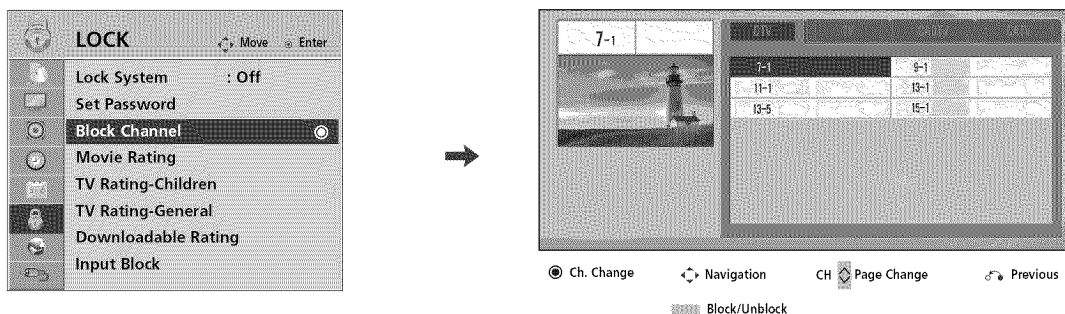 LOCK
Move Enter
Lock System : Off
Set Password
Block Channel
Movie Rating
TV Rating-Children
TV Rating-General
Downloadable Rating
Input Block
7-1
DTV
7-1 9-1
11-1 13-1
13-5 15-1
Ch. Change Navigation CH Page Change Previous
Block/Unblock